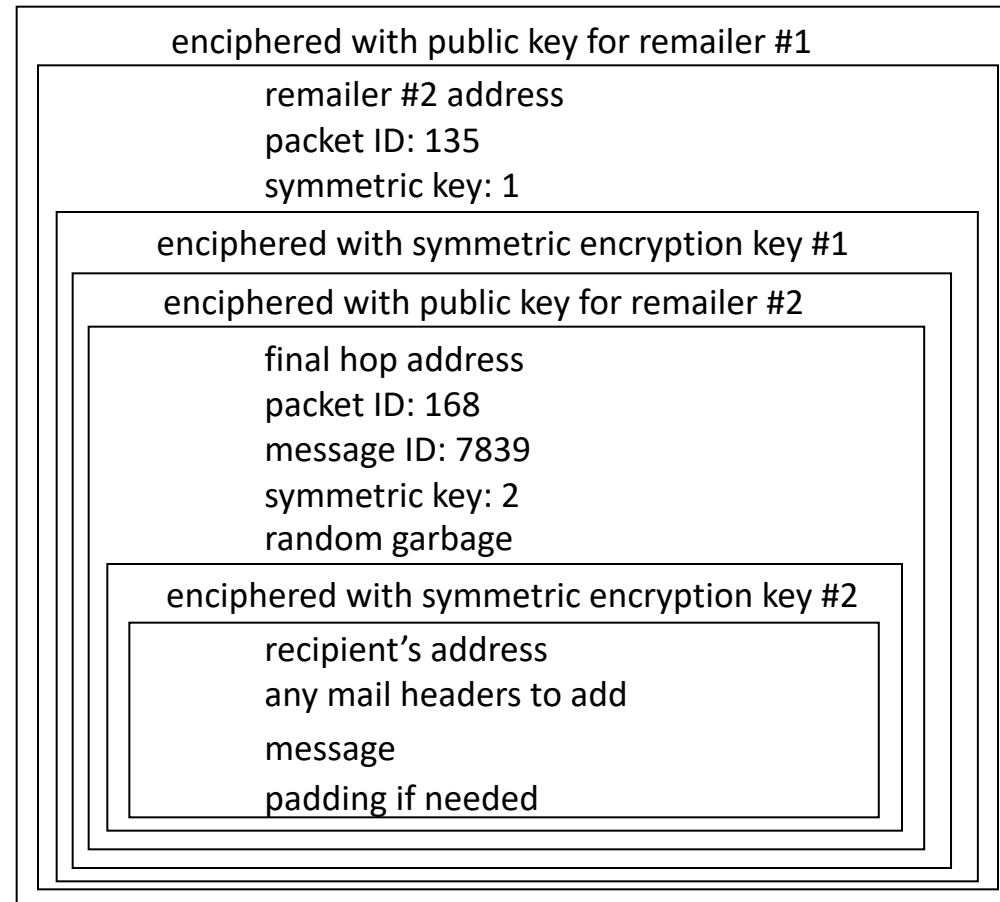 enciphered with public key for remailer #1
remailer #2 address
packet ID: 135
symmetric key: 1
enciphered with symmetric encryption key #1
enciphered with public key for remailer #2
final hop address
packet ID: 168
message ID: 7839
symmetric key: 2
random garbage
enciphered with symmetric encryption key #2
recipient’s address
any mail headers to add
message
padding if needed